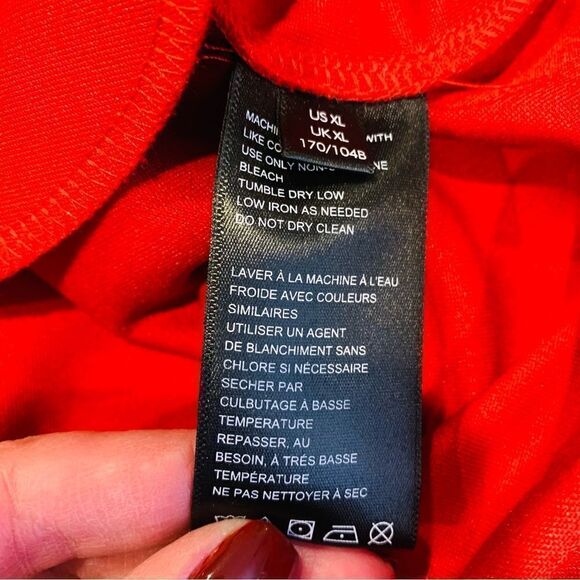 US XL
UK XL
170/104B
WITH
LIKE
USE ONLY
BLEACH
TUMBLE DRY LOW
LOW IRON AS NEEDED
DO NOT DRY CLEAN
LAVER À LA MACHINE À L'EAU
FROIDE AVEC COULEURS
SIMILAIRES
UTILISER UN AGENT
DE BLANCHIMENT SANS
CHLORE SI NÉCESSAIRE
SECHER PAR
CULBUTAGE À BASSE
TEMPERATURE
REPASSER, AU
BESOIN, À TRÉS BASSE
TEMPÉRATURE
NE PAS NETTOYER À SEC